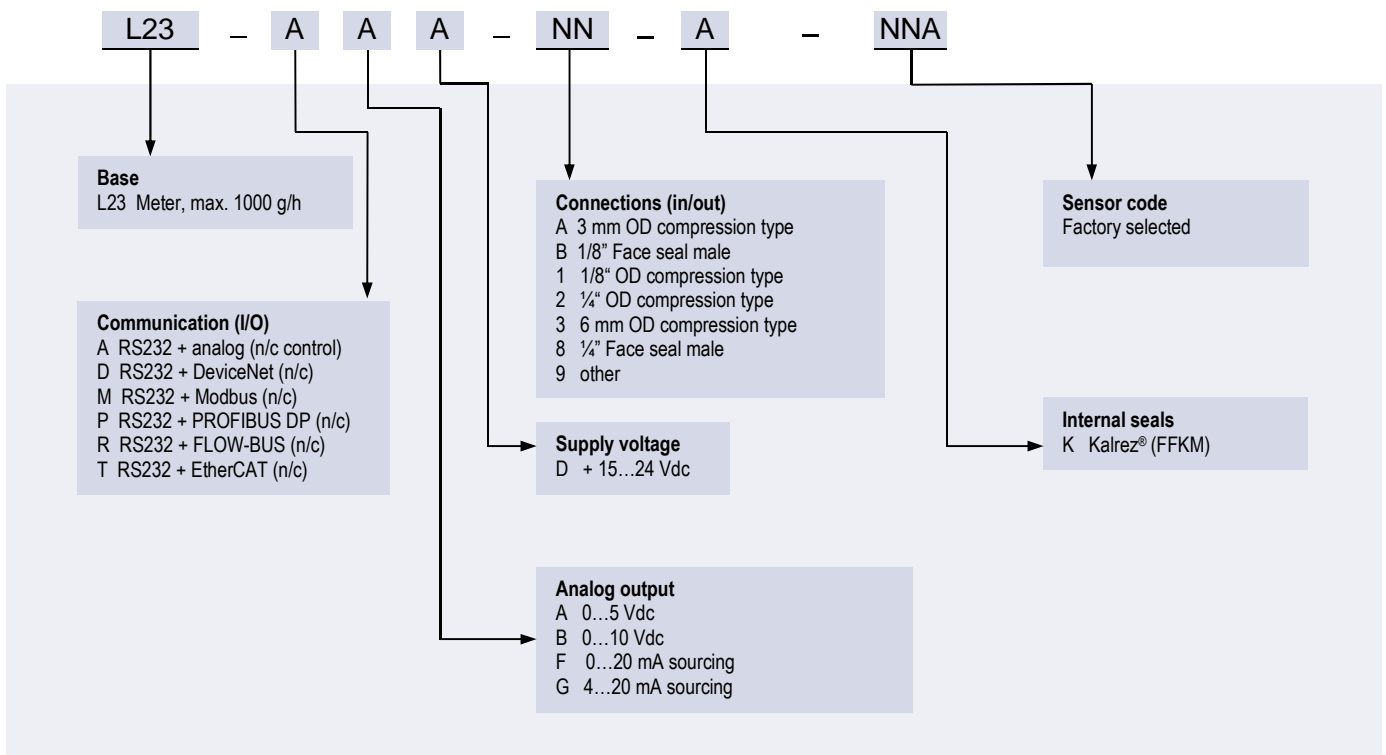 L23 – A A A – NN – A – NNA
Base
L23 Meter, max. 1000 g/h
Communication (I/O)
A RS232 + analog (n/c control)
D RS232 + DeviceNet (n/c)
M RS232 + Modbus (n/c)
P RS232 + PROFIBUS DP (n/c)
R RS232 + FLOW-BUS (n/c)
T RS232 + EtherCAT (n/c)
Connections (in/out)
A 3 mm OD compression type
B 1/8” Face seal male
1 1/8“ OD compression type
2 ¼“ OD compression type
3 6 mm OD compression type
8 ¼” Face seal male
9 other
Supply voltage
D + 15…24 Vdc
Analog output
A 0…5 Vdc
B 0…10 Vdc
F 0…20 mA sourcing
G 4…20 mA sourcing
Sensor code
Factory selected
Internal seals
K Kalrez® (FFKM)